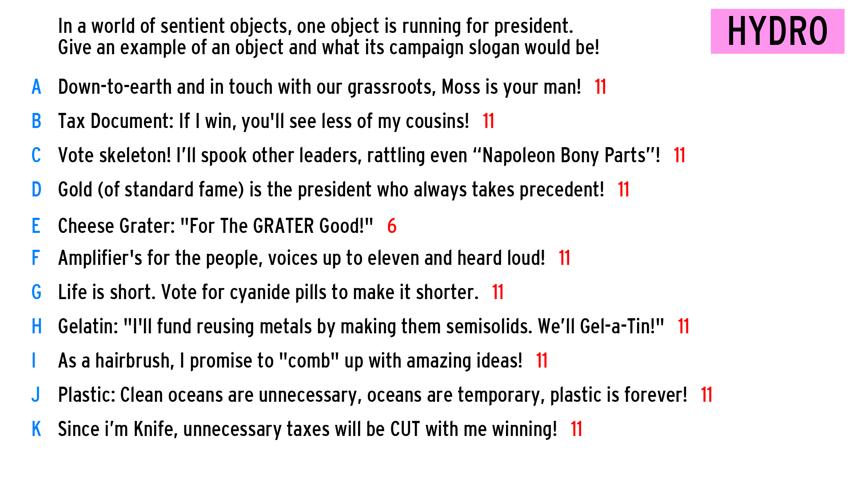 In a world of sentient objects, one object is running for president.
Give an example of an object and what its campaign slogan would be!
HYDRO
A Down-to-earth and in touch with our grassroots, Moss is your man! 11
B Tax Document: If I win, you'll see less of my cousins! 11
C Vote skeleton! I’ll spook other leaders, rattling even “Napoleon Bony Parts”! 11
D Gold (of standard fame) is the president who always takes precedent! 11
E Cheese Grater: "For The GRATER Good!" 6
F Amplifier's for the people, voices up to eleven and heard loud! 11
G Life is short. Vote for cyanide pills to make it shorter. 11
H Gelatin: "I'll fund reusing metals by making them semisolids. We’ll Gel-a-Tin!" 11
I As a hairbrush, I promise to "comb" up with amazing ideas! 11
J Plastic: Clean oceans are unnecessary, oceans are temporary, plastic is forever! 11
K Since i’m Knife, unnecessary taxes will be CUT with me winning! 11